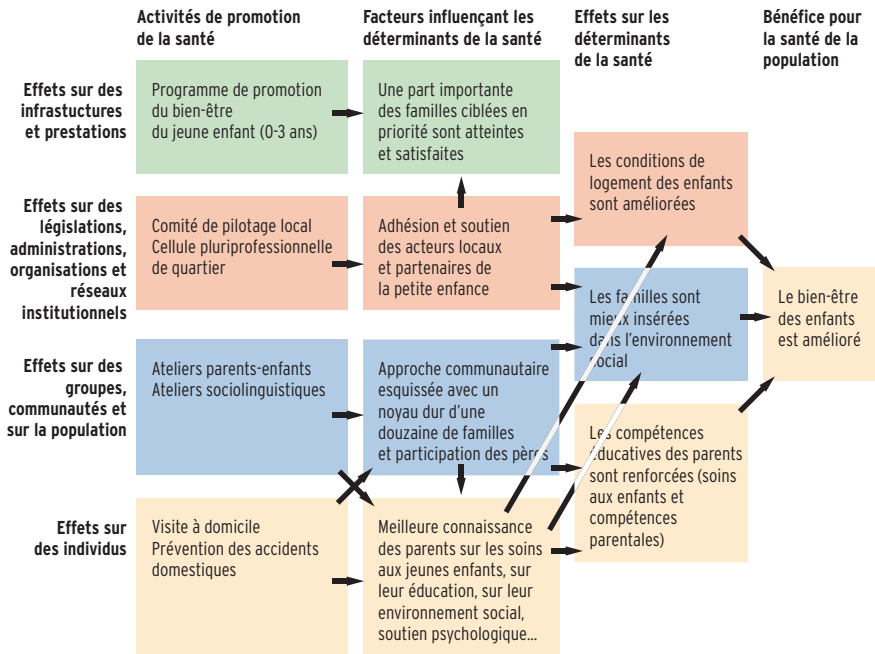 Activités de promotion
de la santé
Facteurs influençant les
déterminants de la santé
Effets sur les
déterminants
de la santé
Bénéfice pour
la santé de la
population
Effets sur des
infrastuctures
et prestations
Programme de promotion
du bien-être
du jeune enfant (0-3 ans)
Une part importante
des familles ciblées en
priorité sont atteintes
et satisfaites
Les conditions de
logement des enfants
sont améliorées
Effets sur des
législations,
administrations,
organisations et
réseaux
institutionnels
Comité de pilotage local
Cellule pluriprofessionnelle
de quartier
Adhésion et soutien
des acteurs locaux
et partenaires de
la petite enfance
Les familles sont
mieux insérées
dans l'environnement
social
Le bien-être
des enfants
est amélioré
Effets sur des
groupes,
communautés et
sur la population
Ateliers parents-enfants
Ateliers sociolinguistiques
Approche communautaire
esquissée avec un
noyau dur d'une
douzaine de familles
et participation des pères
Les compétences
éducatives des parents
sont renforcées (soins
aux enfants et
compétences
parentales)
Effets sur
des individus
Visite à domicile
Prévention des accidents
domestiques
Meilleure connaissance
des parents sur les soins
aux jeunes enfants, sur
leur éducation, sur leur
environnement social,
soutien psychologique...